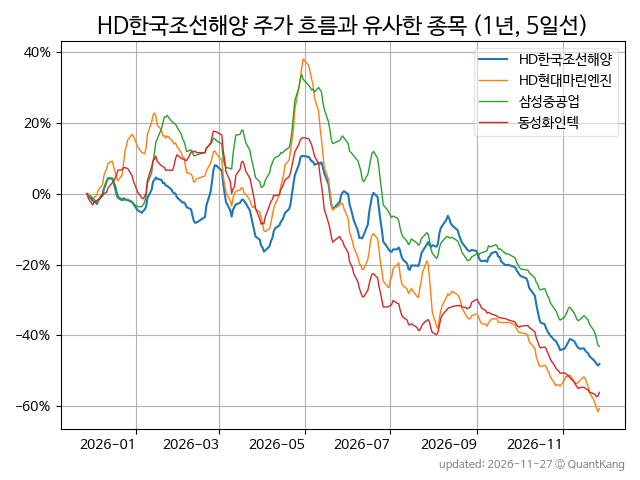 HD한국조선해양 주가 흐름과 유사한 종목 (1년, 5일선)
HD한국조선해양
HD현대마린엔진
삼성중공업
동성화인텍
40%
20%
0%
−20%
−40%
−60%
2026-01 2026-03 2026-05 2026-07 2026-09 2026-11
updated: 2026-11-27 © QuantKang